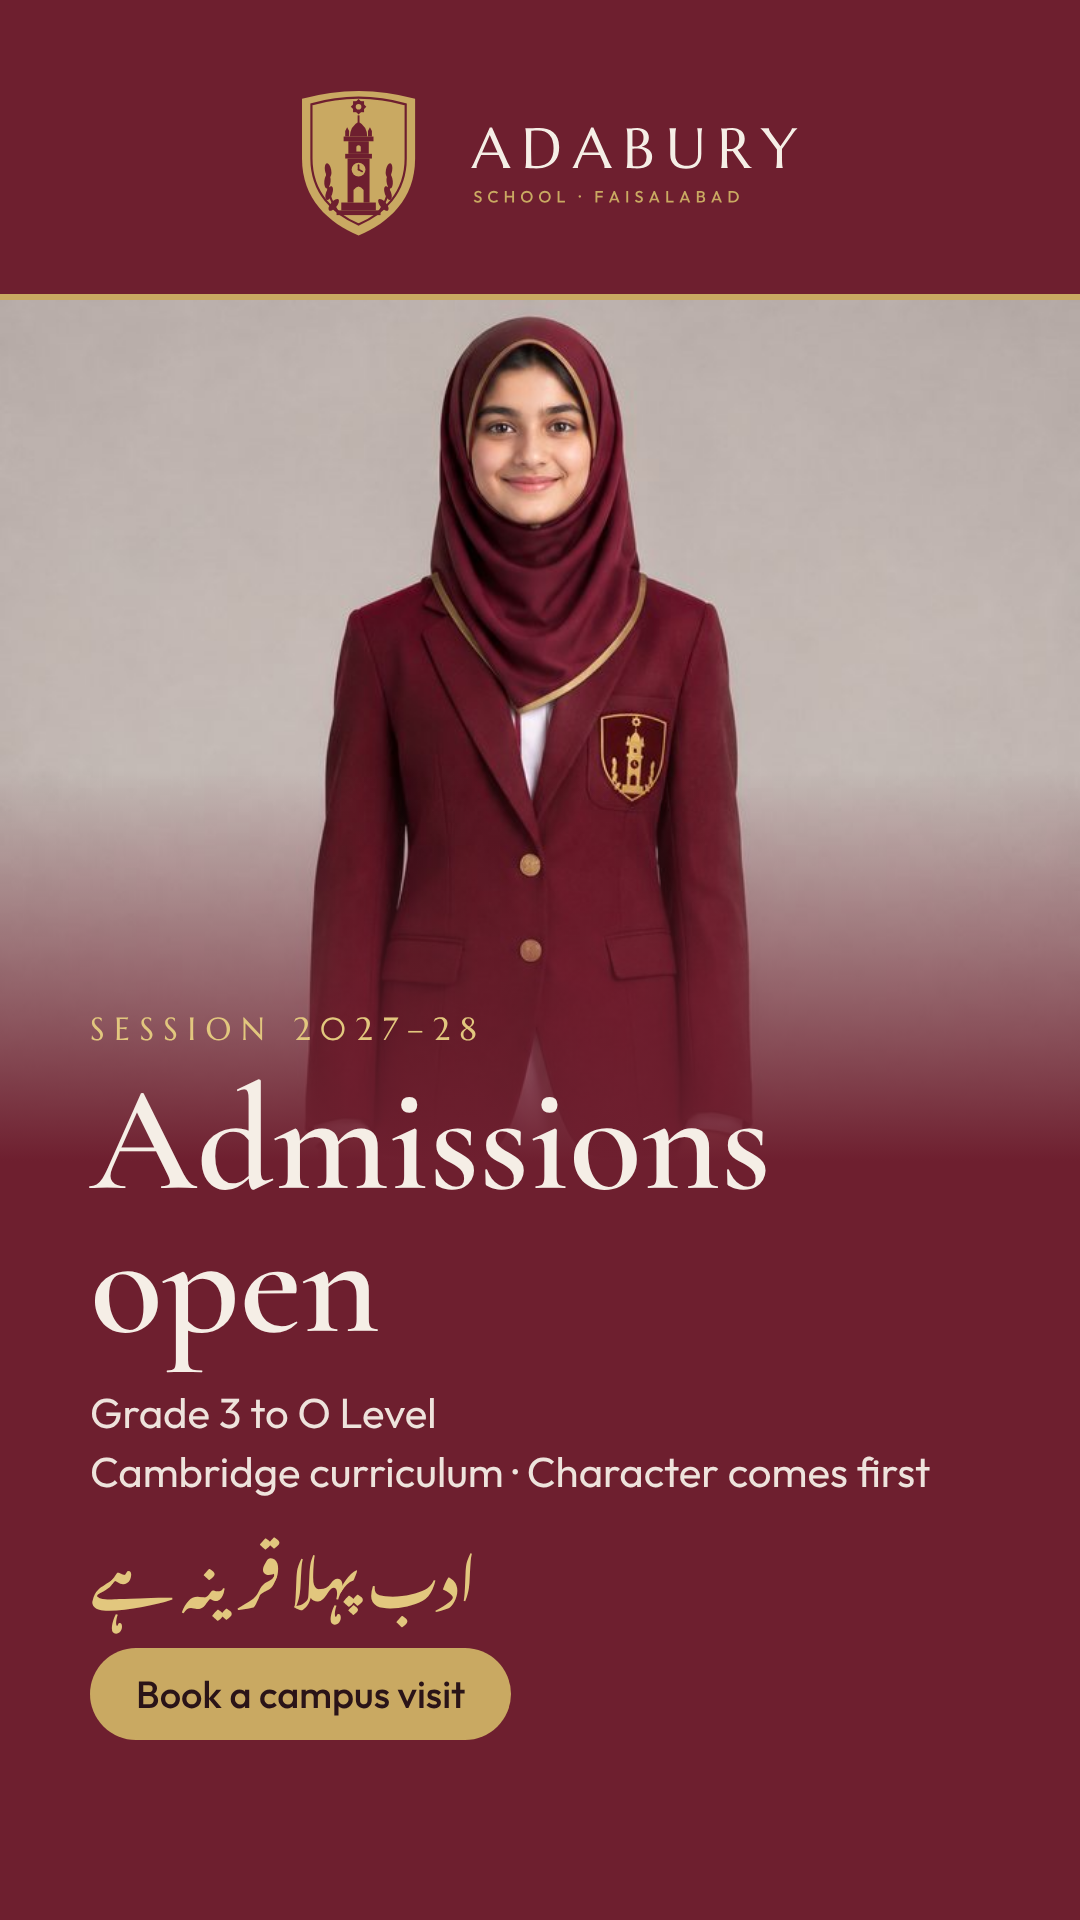 ADABURY
SCHOOL · FAISALABAD
SESSION 2027–28
Admissions
open
Grade 3 to O Level
Cambridge curriculum · Character comes first
ادب پہلا قرینہ ہے
Book a campus visit